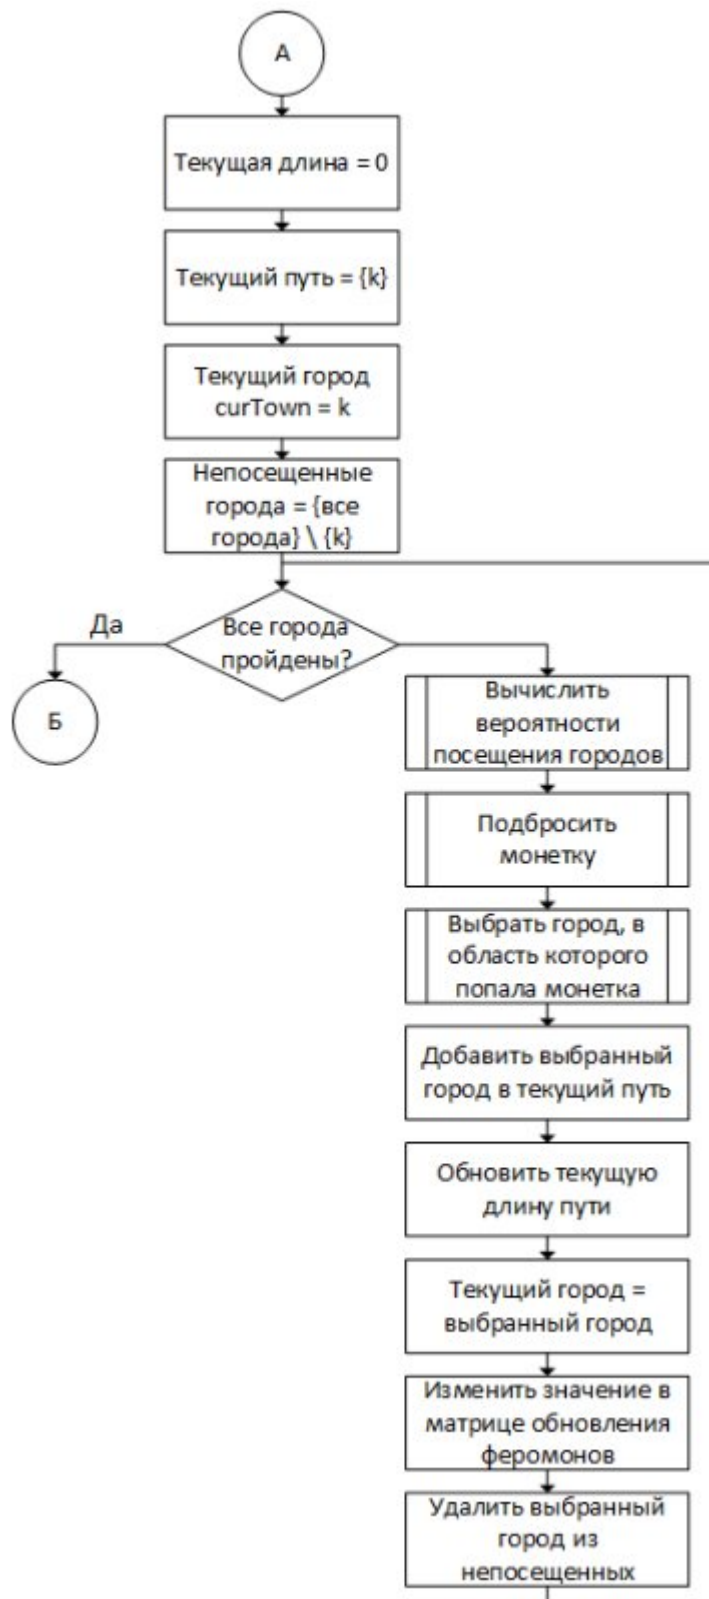 А
Текущая длина = 0
Текущий путь = {k}
Текущий город
curTown = k
Непосещенные
города = {все
города} \ {k}
Да
Все города
пройдены?
Б
Вычислить
вероятности
посещения городов
Подбросить
монетку
Выбрать город, в
область которого
попала монетка
Добавить выбранный
город в текущий путь
Обновить текущую
длину пути
Текущий город =
выбранный город
Изменить значение в
матрице обновления
феромонов
Удалить выбранный
город из
непосещенных